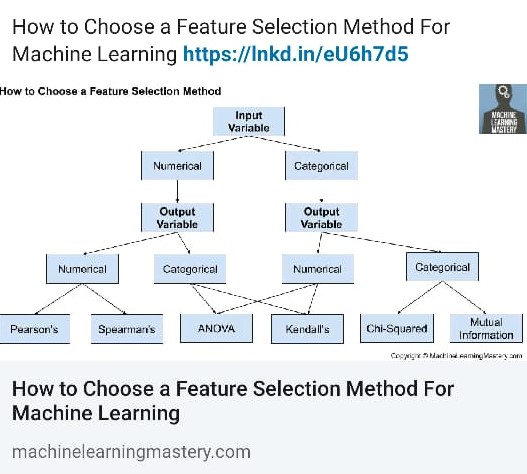 How to Choose a Feature Selection Method For
Machine Learning https://lnkd.in/eU6h7d5
How to Choose a Feature Selection Method
MACHINE
LEARNING
MASTERY
Input
Variable
Numerical
Categorical
Output
Variable
Output
Variable
Numerical
Categorical
Numerical
Categorical
Pearson's
Spearman's
ANOVA
Kendall's
Chi-Squared
Mutual
Information
Copyright © MachineLearningMastery.com
How to Choose a Feature Selection Method For
Machine Learning
machinelearningmastery.com